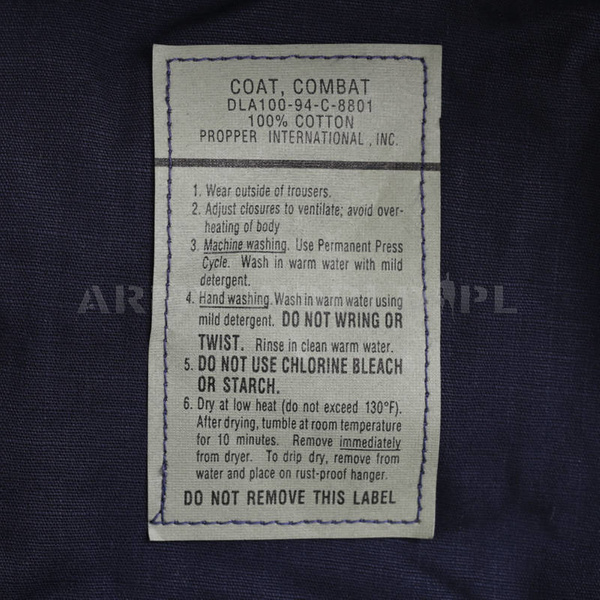 COAT, COMBAT
DLA100-94-C-8801
100% COTTON
PROPPER INTERNATIONAL, INC.
1. Wear outside of trousers.
2. Adjust closures to ventilate; avoid over-
heating of body
3. Machine washing. Use Permanent Press
Cycle. Wash in warm water with mild
detergent.
4. Hand washing. Wash in warm water using
mild detergent. DO NOT WRING OR
TWIST. Rinse in clean warm water.
5. DO NOT USE CHLORINE BLEACH
OR STARCH.
6. Dry at low heat (do not exceed 130°F).
After drying, tumble at room temperature
for 10 minutes. Remove immediately
from dryer. To drip dry, remove from
water and place on rust-proof hanger.
DO NOT REMOVE THIS LABEL